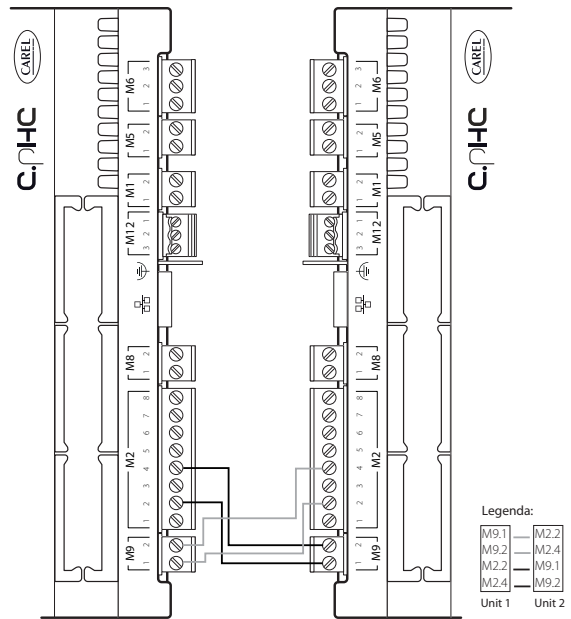 CAREL
c.pHC
M6
3
2
1
M5
2
1
M1
2
1
M12
1
2
3
M8
2
1
M2
8
7
6
5
4
3
2
1
M9
2
1
CAREL
c.pHC
M6
3
2
1
M5
2
1
M1
2
1
M12
1
2
3
M8
2
1
M2
8
7
6
5
4
3
2
1
M9
2
1
Legenda:
M9.1 M2.2
M9.2 M2.4
M2.2 M9.1
M2.4 M9.2
Unit 1 Unit 2